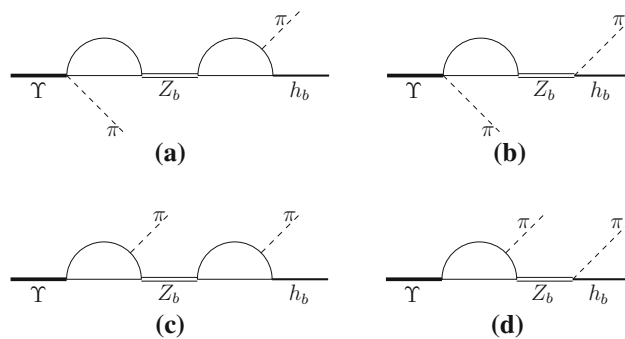 π π
Υ Z_b h_b Υ Z_b h_b
π π
(a) (b)
π π π π
Υ Z_b h_b Υ Z_b h_b
(c) (d)